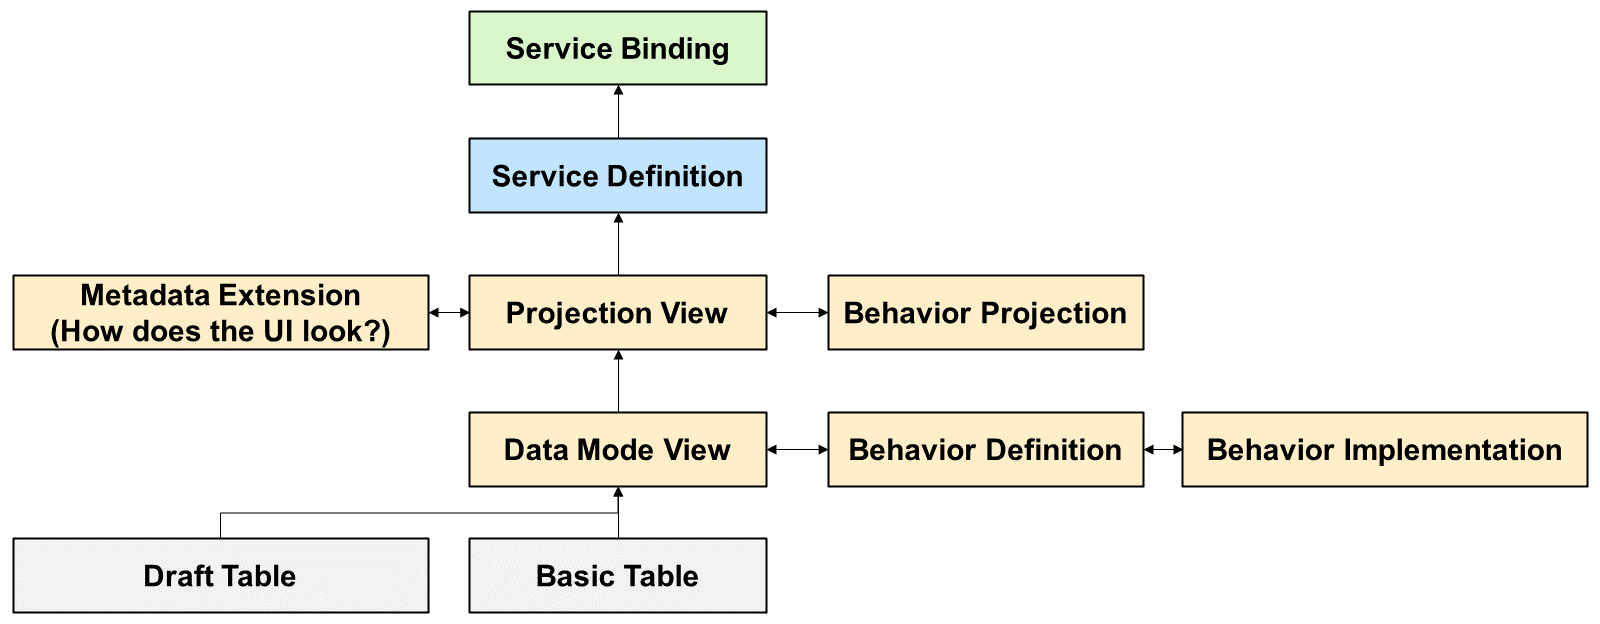 Service Binding
Service Definition
Metadata Extension
(How does the UI look?)
Projection View
Behavior Projection
Data Mode View
Behavior Definition
Behavior Implementation
Draft Table
Basic Table